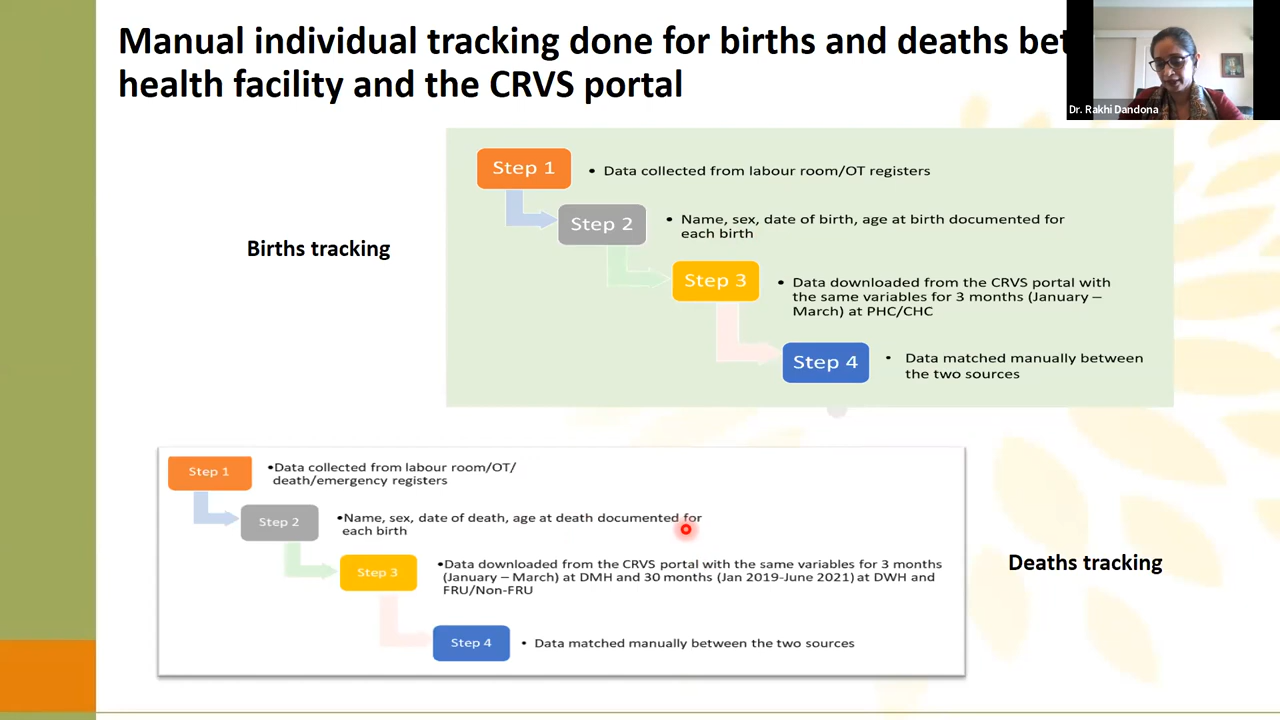 Manual individual tracking done for births and deaths
health facility and the CRVS portal
Dr. Rakhi Dandona
Births tracking
Step 1
• Data collected from labour room/OT registers
Step 2
• Name, sex, date of birth, age at birth documented for
each birth
Step 3
• Data downloaded from the CRVS portal with
the same variables for 3 months (January –
March) at PHC/CHC
Step 4
• Data matched manually between
the two sources
Step 1
•Data collected from labour room/OT/
death/emergency registers
Step 2
•Name, sex, date of death, age at death documented for
each birth
Step 3
•Data downloaded from the CRVS portal with the same variables for 3 months
(January – March) at DMH and 30 months (Jan 2019-June 2021) at DWH and
FRU/Non-FRU
Step 4
• Data matched manually between the two sources
Deaths tracking